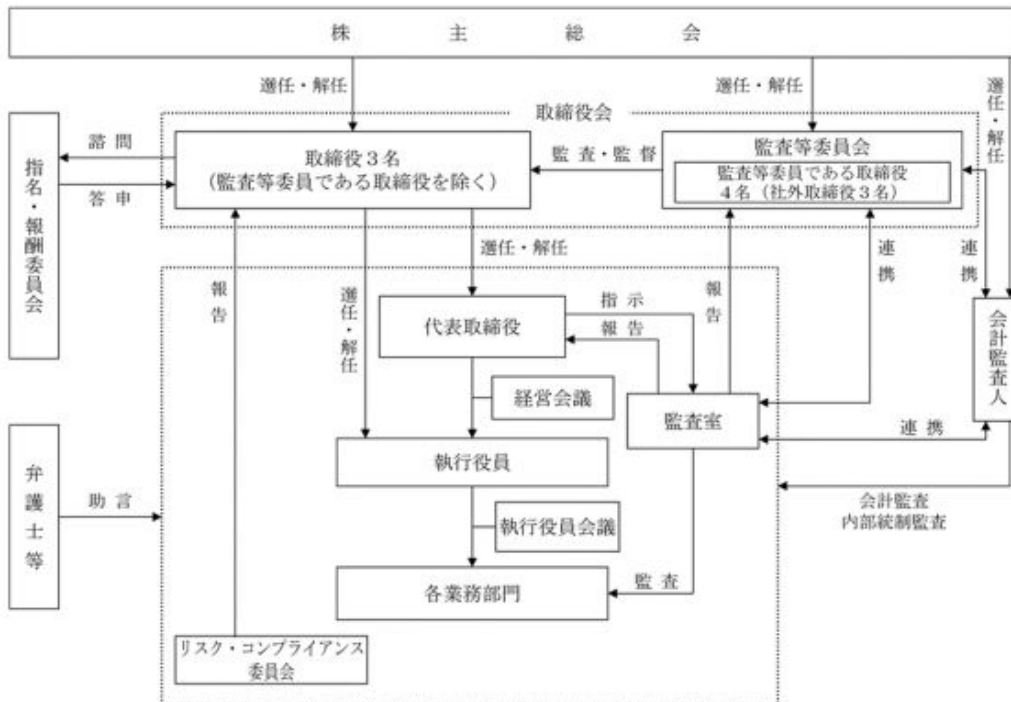 株主総会
選任・解任
選任・解任
選任・解任
取締役会
指名・報酬委員会
諮問
答申
取締役3名
(監査等委員である取締役を除く)
監査・監督
監査等委員会
監査等委員である取締役
4名(社外取締役3名)
選任・解任
報告
選任・解任
代表取締役
指示
報告
報告
連携
連携
会計監査人
経営会議
監査室
連携
執行役員
弁護士等
助言
会計監査
内部統制監査
執行役員会議
各業務部門
監査
リスク・コンプライアンス
委員会